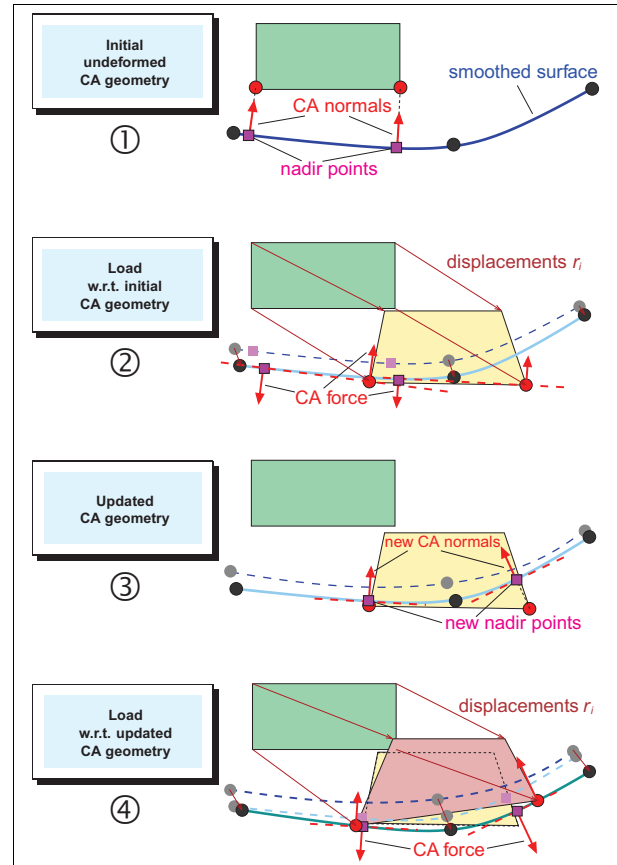 Initial
undeformed
CA geometry
①
smoothed surface
CA normals
nadir points
Load
w.r.t. initial
CA geometry
②
displacements rᵢ
CA force
Updated
CA geometry
③
new CA normals
new nadir points
Load
w.r.t. updated
CA geometry
④
displacements rᵢ
CA force